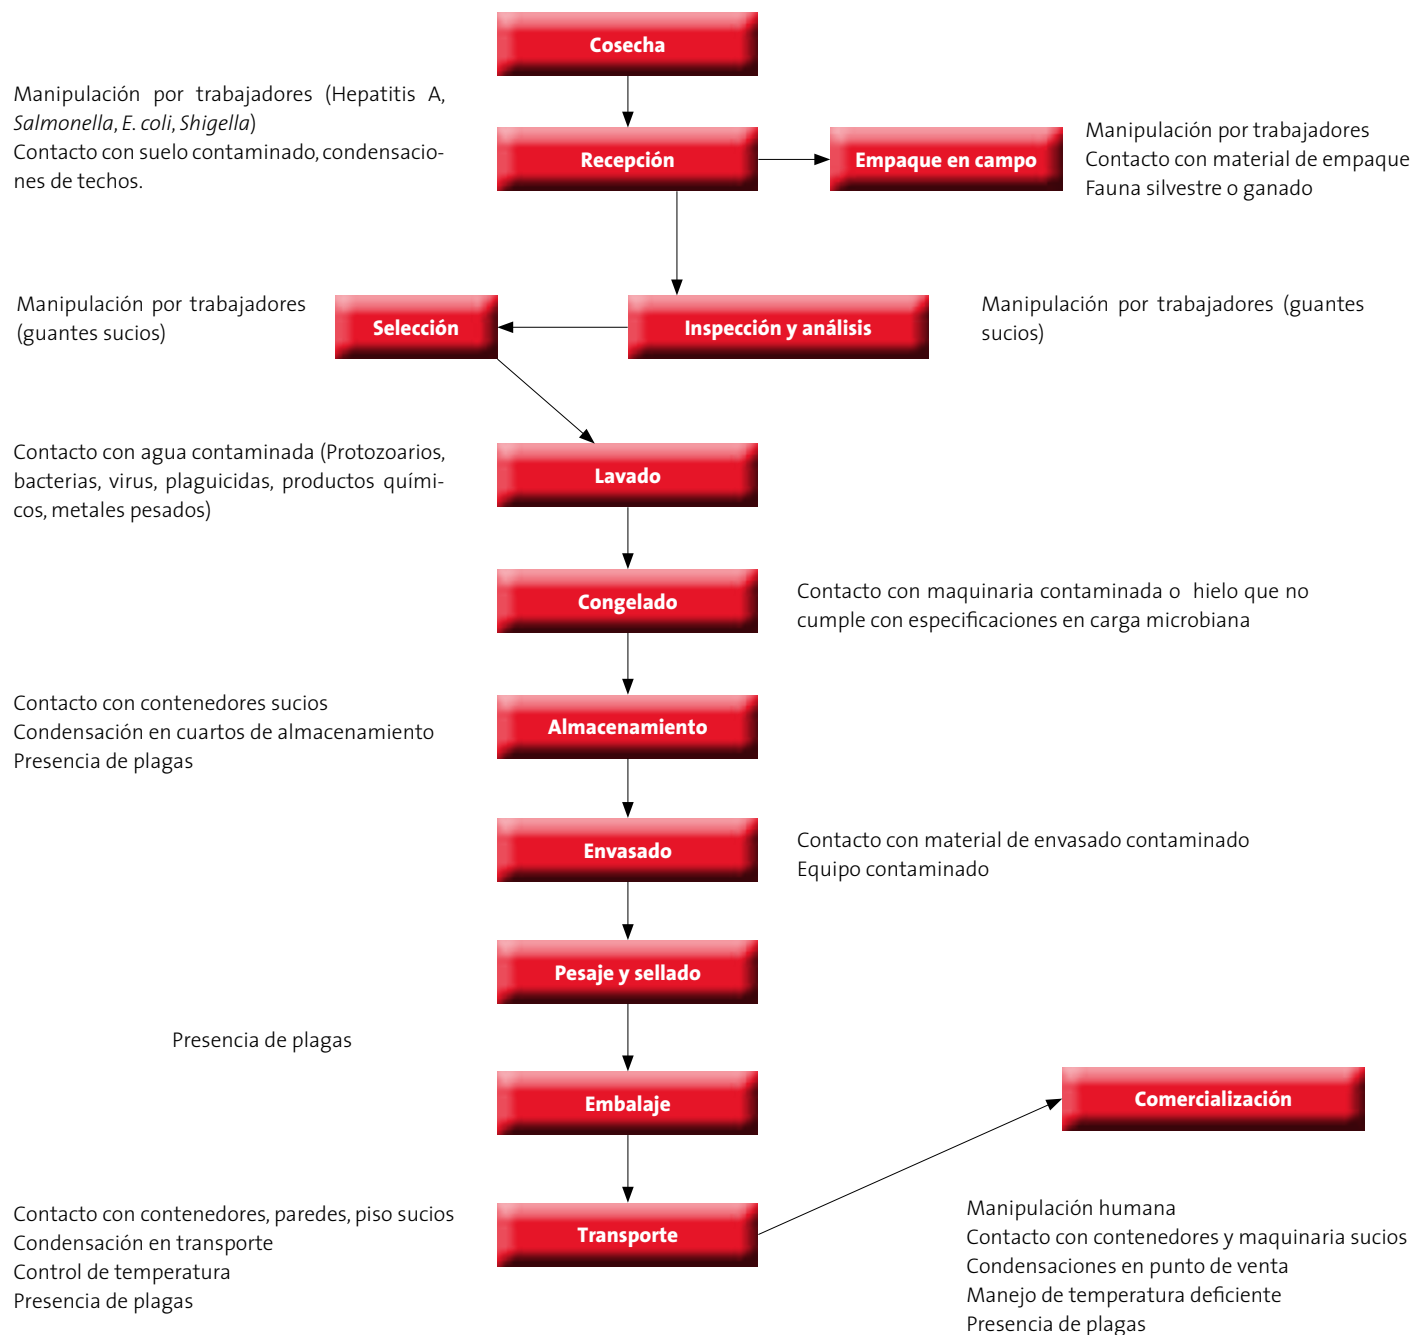 Cosecha
Manipulación por trabajadores (Hepatitis A,
Salmonella, E. coli, Shigella)
Contacto con suelo contaminado, condensacio-
nes de techos.
Recepción
Empaque en campo
Manipulación por trabajadores
Contacto con material de empaque
Fauna silvestre o ganado
Manipulación por trabajadores
(guantes sucios)
Selección
Inspección y análisis
Manipulación por trabajadores (guantes
sucios)
Contacto con agua contaminada (Protozoarios,
bacterias, virus, plaguicidas, productos quími-
cos, metales pesados)
Lavado
Congelado
Contacto con maquinaria contaminada o hielo que no
cumple con especificaciones en carga microbiana
Contacto con contenedores sucios
Condensación en cuartos de almacenamiento
Presencia de plagas
Almacenamiento
Envasado
Contacto con material de envasado contaminado
Equipo contaminado
Pesaje y sellado
Presencia de plagas
Embalaje
Comercialización
Contacto con contenedores, paredes, piso sucios
Condensación en transporte
Control de temperatura
Presencia de plagas
Transporte
Manipulación humana
Contacto con contenedores y maquinaria sucios
Condensaciones en punto de venta
Manejo de temperatura deficiente
Presencia de plagas